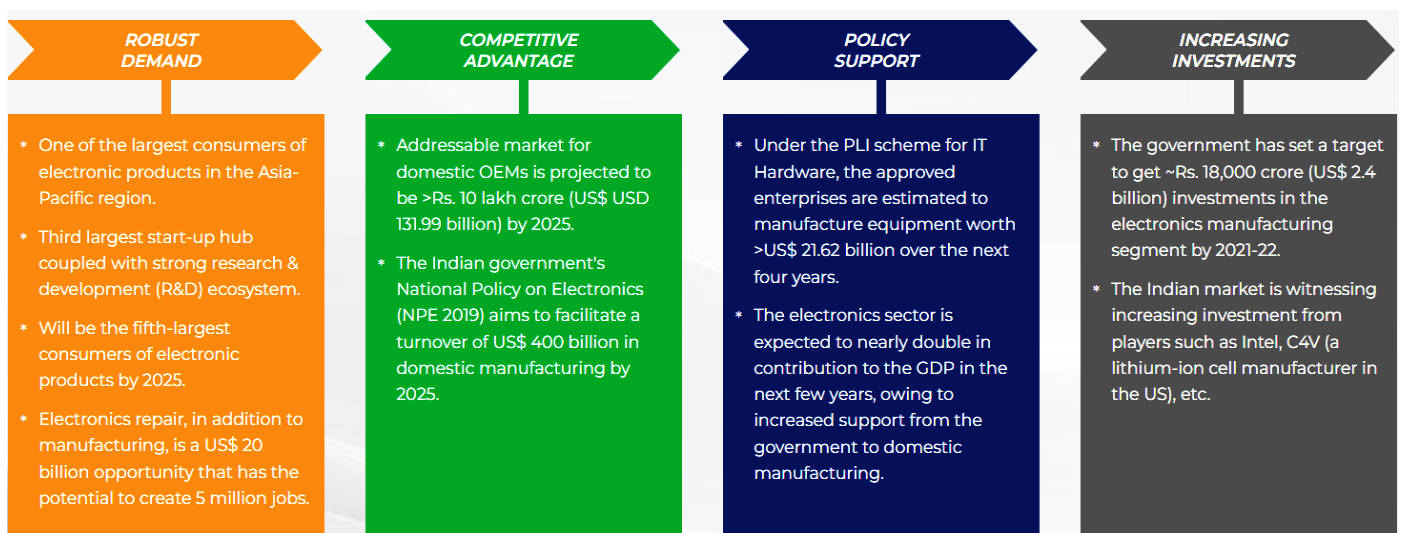 ROBUST
DEMAND
* One of the largest consumers of
electronic products in the Asia-
Pacific region.
* Third largest start-up hub
coupled with strong research &
development (R&D) ecosystem.
* Will be the fifth-largest
consumers of electronic
products by 2025.
* Electronics repair, in addition to
manufacturing, is a US$ 20
billion opportunity that has the
potential to create 5 million jobs.
COMPETITIVE
ADVANTAGE
* Addressable market for
domestic OEMs is projected to
be >Rs. 10 lakh crore (US$ USD
131.99 billion) by 2025.
* The Indian government's
National Policy on Electronics
(NPE 2019) aims to facilitate a
turnover of US$ 400 billion in
domestic manufacturing by
2025.
POLICY
SUPPORT
* Under the PLI scheme for IT
Hardware, the approved
enterprises are estimated to
manufacture equipment worth
>US$ 21.62 billion over the next
four years.
* The electronics sector is
expected to nearly double in
contribution to the GDP in the
next few years, owing to
increased support from the
government to domestic
manufacturing.
INCREASING
INVESTMENTS
* The government has set a target
to get ~Rs. 18,000 crore (US$ 2.4
billion) investments in the
electronics manufacturing
segment by 2021-22.
* The Indian market is witnessing
increasing investment from
players such as Intel, C4V (a
lithium-ion cell manufacturer in
the US), etc.